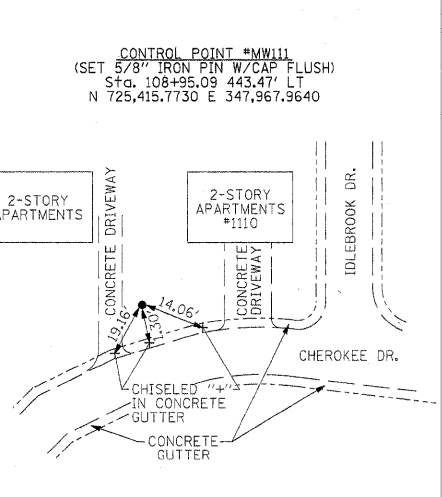 CONTROL POINT #MW111
(SET 5/8" IRON PIN W/CAP FLUSH)
Sta. 108+95.09 443.47' LT
N 725,415.7730 E 347,967.9640
2-STORY
APARTMENTS
CONCRETE DRIVEWAY
2-STORY
APARTMENTS
#1110
CONCRETE
DRIVEWAY
IDLEBROOK DR.
19.16'
1.30'
14.06'
CHEROKEE DR.
CHISELED "+"
IN CONCRETE
GUTTER
CONCRETE
GUTTER